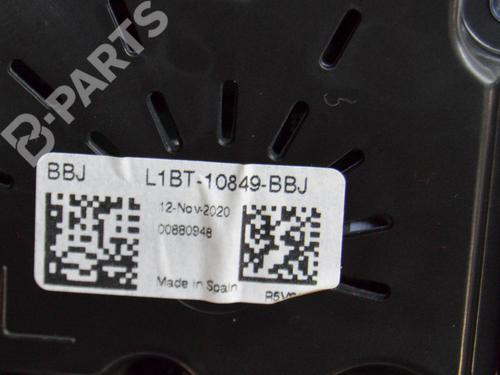 B-PARTS
BBJ L1BT-10849-BBJ
12-Nov-2020
00880948
Made in Spain